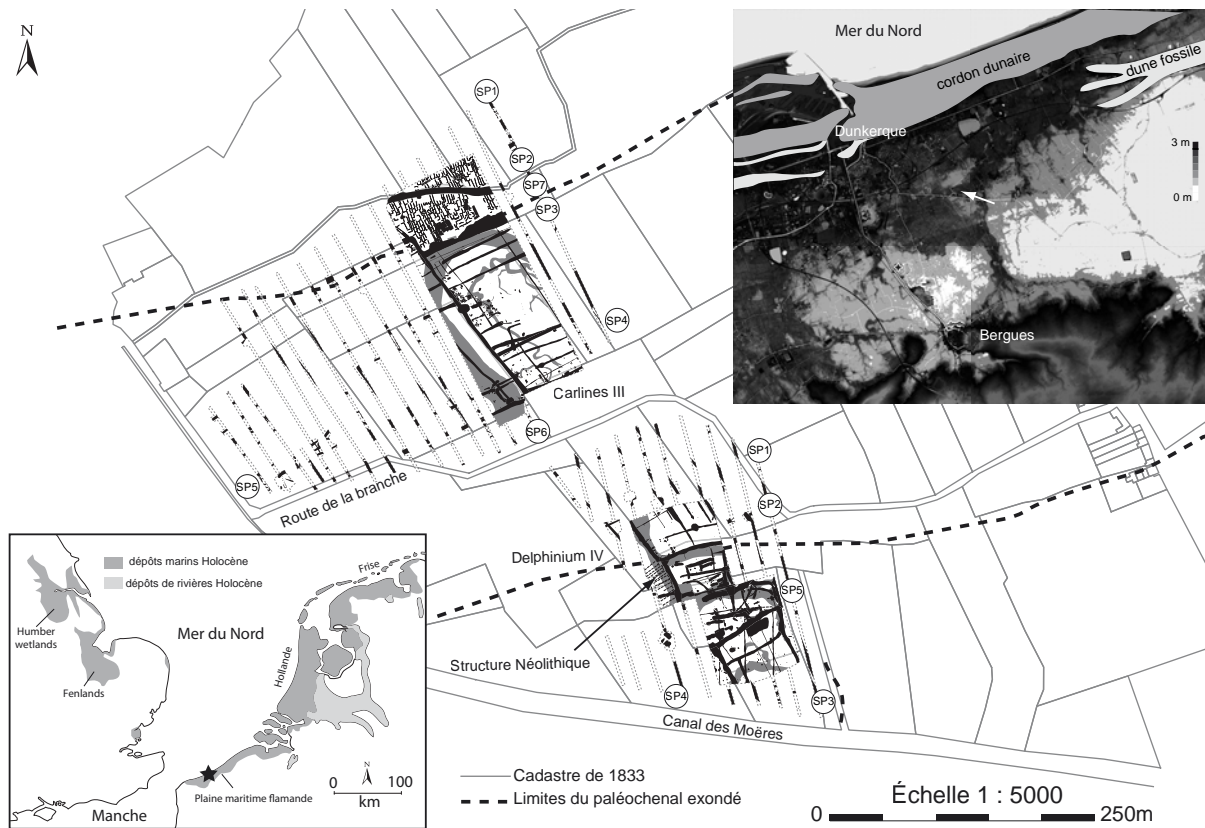 N
SP1
SP2
SP7
SP3
SP4
Carlines III
SP6
SP5
Route de la branche
Mer du Nord
cordon dunaire
dune fossile
Dunkerque
3 m
0 m
Bergues
SP1
SP2
Delphinium IV
SP5
Structure Néolithique
SP4
SP3
Canal des Moëres
dépôts marins Holocène
dépôts de rivières Holocène
Frise
Mer du Nord
Humber
wetlands
Hollande
Fenlands
N
0 100
km
Plaine maritime flamande
Manche
Cadastre de 1833
Limites du paléochenal exondé
Échelle 1 : 5000
0 250m